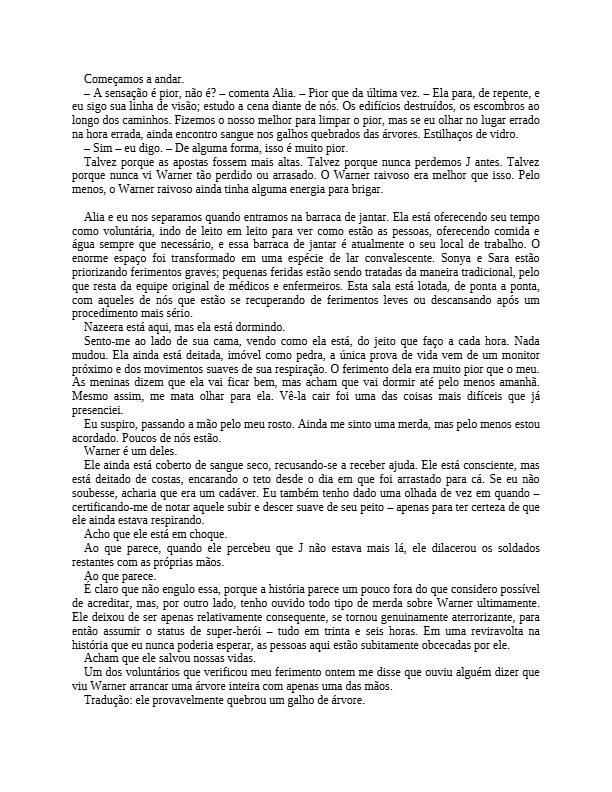 Começamos a andar.
– A sensação é pior, não é? – comenta Alia. – Pior que da última vez. – Ela para, de repente, e
eu sigo sua linha de visão; estudo a cena diante de nós. Os edifícios destruídos, os escombros ao
longo dos caminhos. Fizemos o nosso melhor para limpar o pior, mas se eu olhar no lugar errado
na hora errada, ainda encontro sangue nos galhos quebrados das árvores. Estilhaços de vidro.
– Sim – eu digo. – De alguma forma, isso é muito pior.
Talvez porque as apostas fossem mais altas. Talvez porque nunca perdemos J antes. Talvez
porque nunca vi Warner tão perdido ou arrasado. O Warner raivoso era melhor que isso. Pelo
menos, o Warner raivoso ainda tinha alguma energia para brigar.
Alia e eu nos separamos quando entramos na barraca de jantar. Ela está oferecendo seu tempo
como voluntária, indo de leito em leito para ver como estão as pessoas, oferecendo comida e
água sempre que necessário, e essa barraca de jantar é atualmente o seu local de trabalho. O
enorme espaço foi transformado em uma espécie de lar convalescente. Sonya e Sara estão
priorizando ferimentos graves; pequenas feridas estão sendo tratadas da maneira tradicional, pelo
que resta da equipe original de médicos e enfermeiros. Esta sala está lotada, de ponta a ponta,
com aqueles de nós que estão se recuperando de ferimentos leves ou descansando após um
procedimento mais sério.
Nazeera está aqui, mas ela está dormindo.
Sento-me ao lado de sua cama, vendo como ela está, do jeito que faço a cada hora. Nada
mudou. Ela ainda está deitada, imóvel como pedra, a única prova de vida vem de um monitor
próximo e dos movimentos suaves de sua respiração. O ferimento dela era muito pior que o meu.
As meninas dizem que ela vai ficar bem, mas acham que vai dormir até pelo menos amanhã.
Mesmo assim, me mata olhar para ela. Vê-la cair foi uma das coisas mais difíceis que já
presenciei.
Eu suspiro, passando a mão pelo meu rosto. Ainda me sinto uma merda, mas pelo menos estou
acordado. Poucos de nós estão.
Warner é um deles.
Ele ainda está coberto de sangue seco, recusando-se a receber ajuda. Ele está consciente, mas
está deitado de costas, encarando o teto desde o dia em que foi arrastado para cá. Se eu não
soubesse, acharia que era um cadáver. Eu também tenho dado uma olhada de vez em quando –
certificando-me de notar aquele subir e descer suave de seu peito – apenas para ter certeza de que
ele ainda estava respirando.
Acho que ele está em choque.
Ao que parece, quando ele percebeu que J não estava mais lá, ele dilacerou os soldados
restantes com as próprias mãos.
Ao que parece.
É claro que não engulo essa, porque a história parece um pouco fora do que considero possível
de acreditar, mas, por outro lado, tenho ouvido todo tipo de merda sobre Warner ultimamente.
Ele deixou de ser apenas relativamente consequente, se tornou genuinamente aterrorizante, para
então assumir o status de super-herói – tudo em trinta e seis horas. Em uma reviravolta na
história que eu nunca poderia esperar, as pessoas aqui estão subitamente obcecadas por ele.
Acham que ele salvou nossas vidas.
Um dos voluntários que verificou meu ferimento ontem me disse que ouviu alguém dizer que
viu Warner arrancar uma árvore inteira com apenas uma das mãos.
Tradução: ele provavelmente quebrou um galho de árvore.